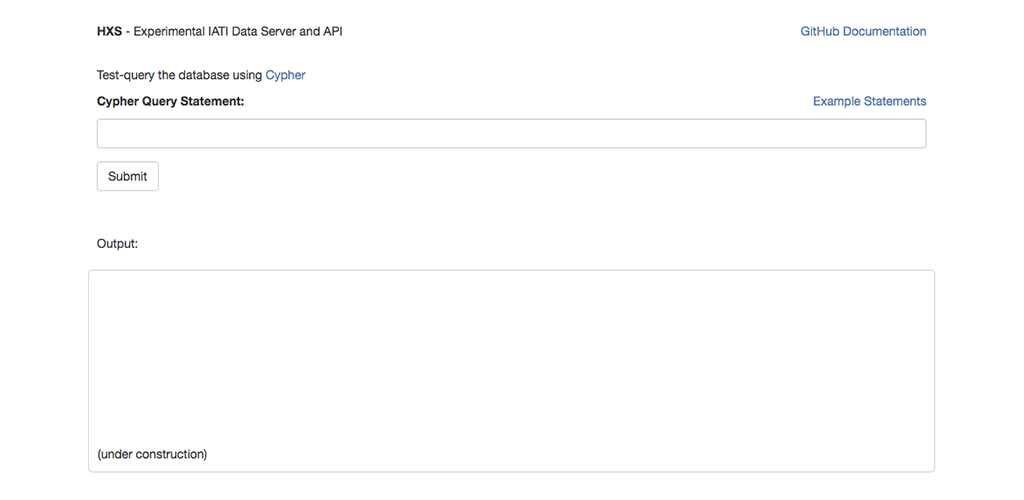 HXS - Experimental IATI Data Server and API GitHub Documentation
Test-query the database using Cypher
Cypher Query Statement: Example Statements
Submit
Output:
(under construction)